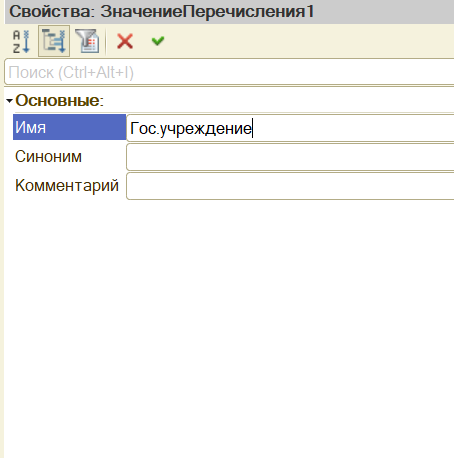 Свойства: ЗначениеПеречисления1
Поиск (Ctrl+Alt+I)
Основные:
Имя Гос.учреждение
Синоним
Комментарий